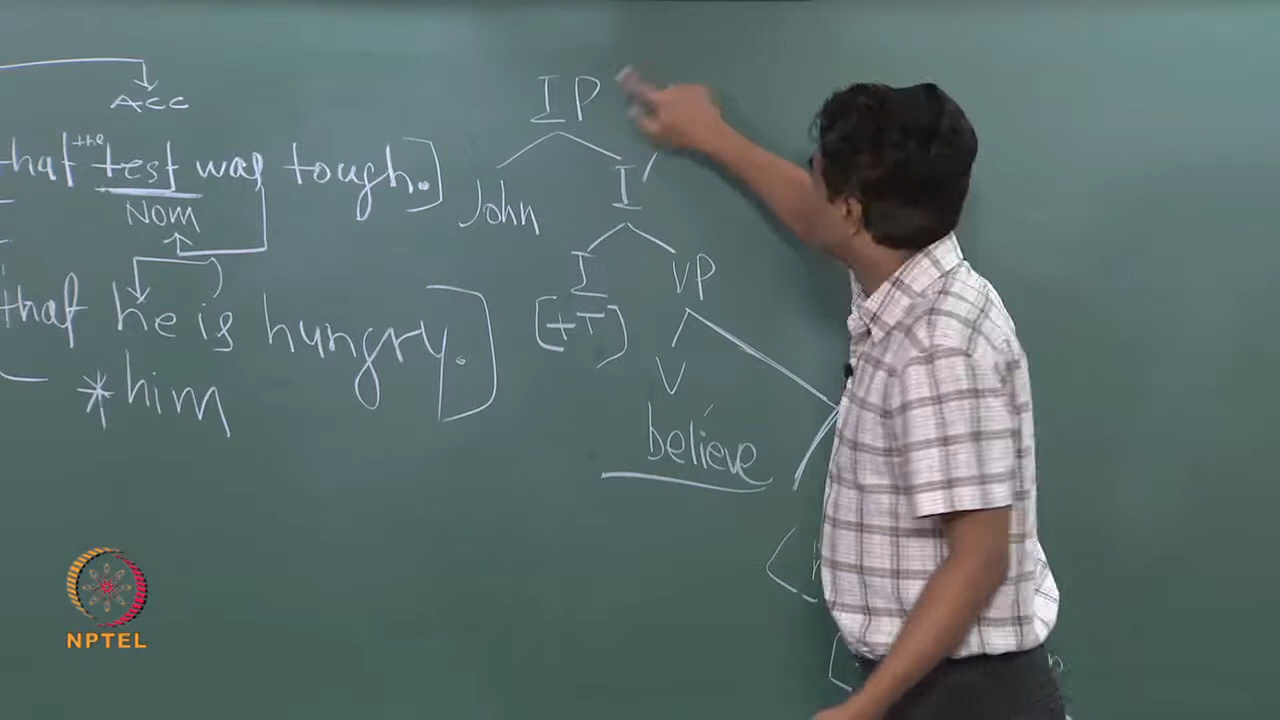 Acc
that the test was tough.]
Nom
that he is hungry.]
*him
IP
John I'
I VP
[+T]
V
believe
NPTEL